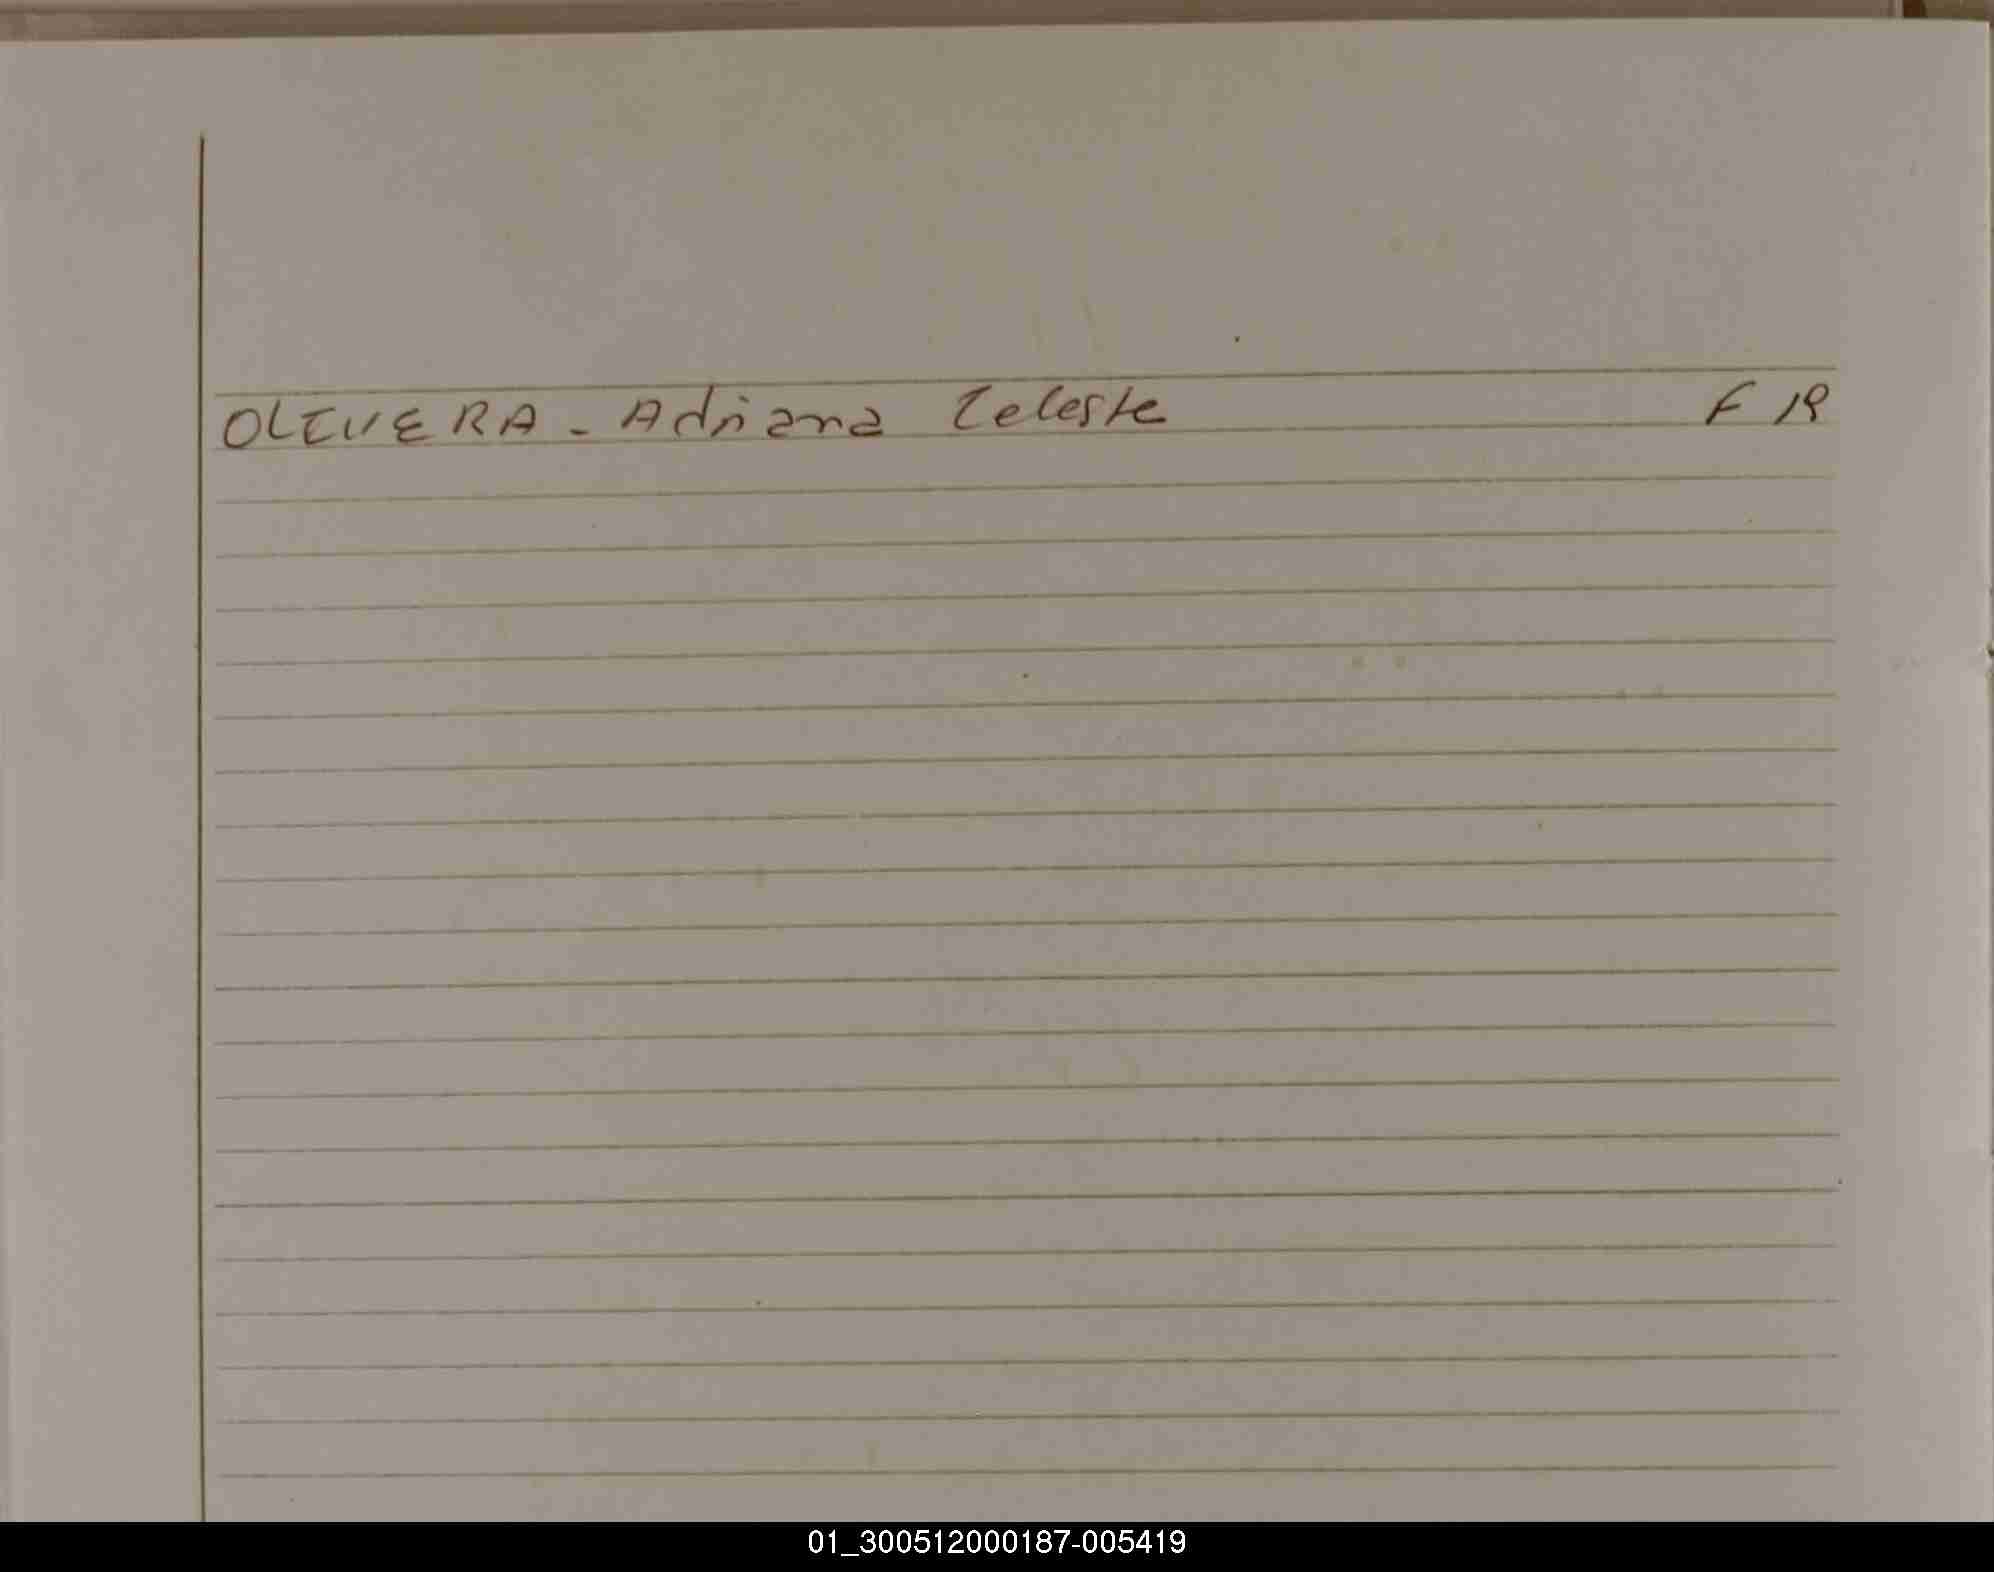 OLIVERA - Adriana Celeste F 19
01_300512000187-005419